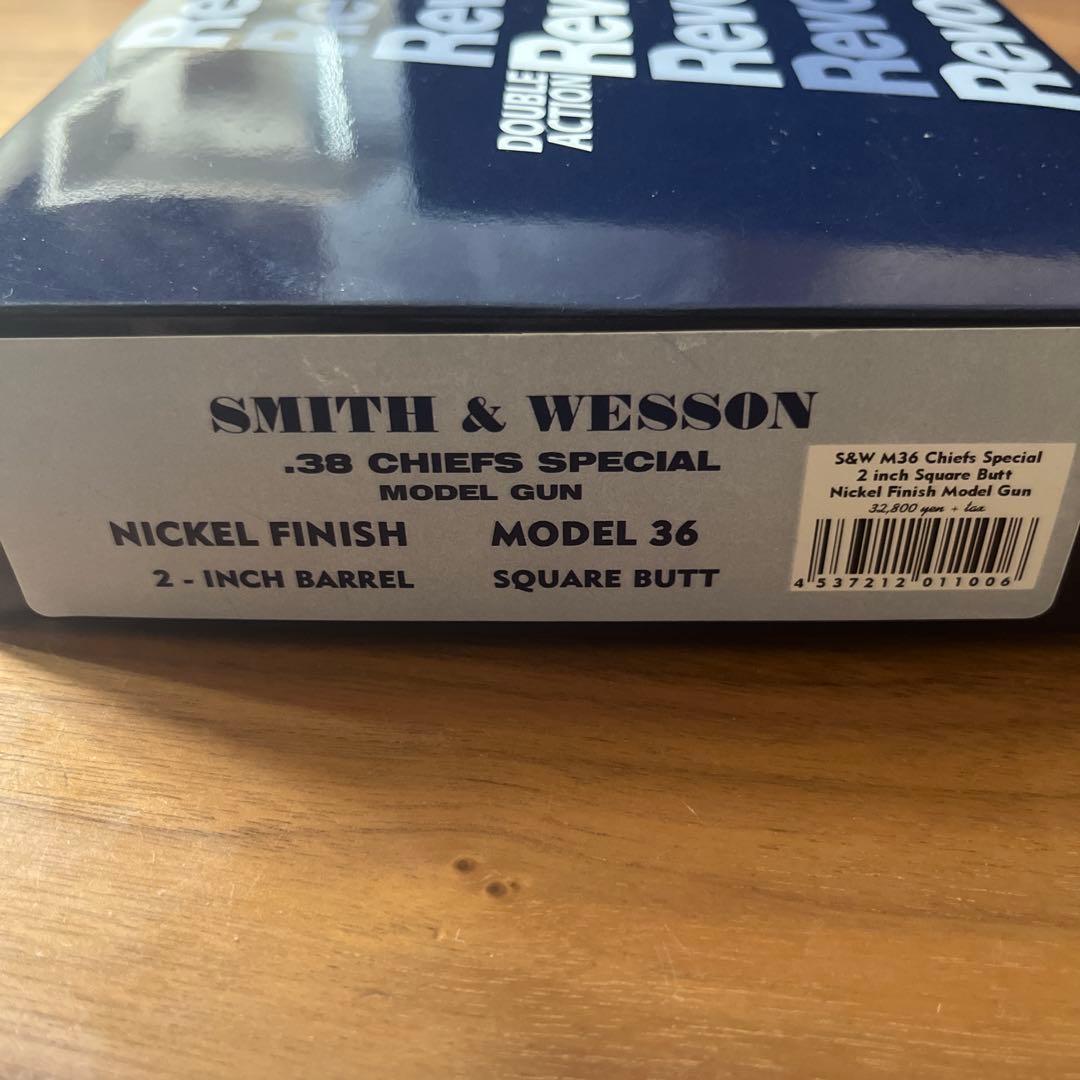 DOUBLE
ACTION
SMITH & WESSON
.38 CHIEFS SPECIAL
MODEL GUN
NICKEL FINISH MODEL 36
2 - INCH BARREL SQUARE BUTT
S&W M36 Chiefs Special
2 inch Square Butt
Nickel Finish Model Gun
32,800 yen + tax
4 537212 011006